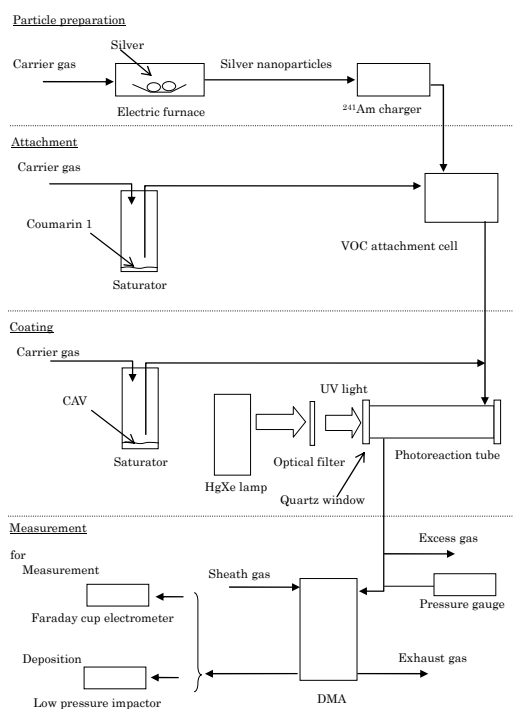 Particle preparation
Silver
Carrier gas
Silver nanoparticles
Electric furnace
²⁴¹Am charger
Attachment
Carrier gas
Coumarin 1
VOC attachment cell
Saturator
Coating
Carrier gas
UV light
CAV
Saturator
Optical filter
Photoreaction tube
HgXe lamp
Quartz window
Measurement
for
Measurement
Excess gas
Sheath gas
Pressure gauge
Faraday cup electrometer
Deposition
Exhaust gas
Low pressure impactor
DMA